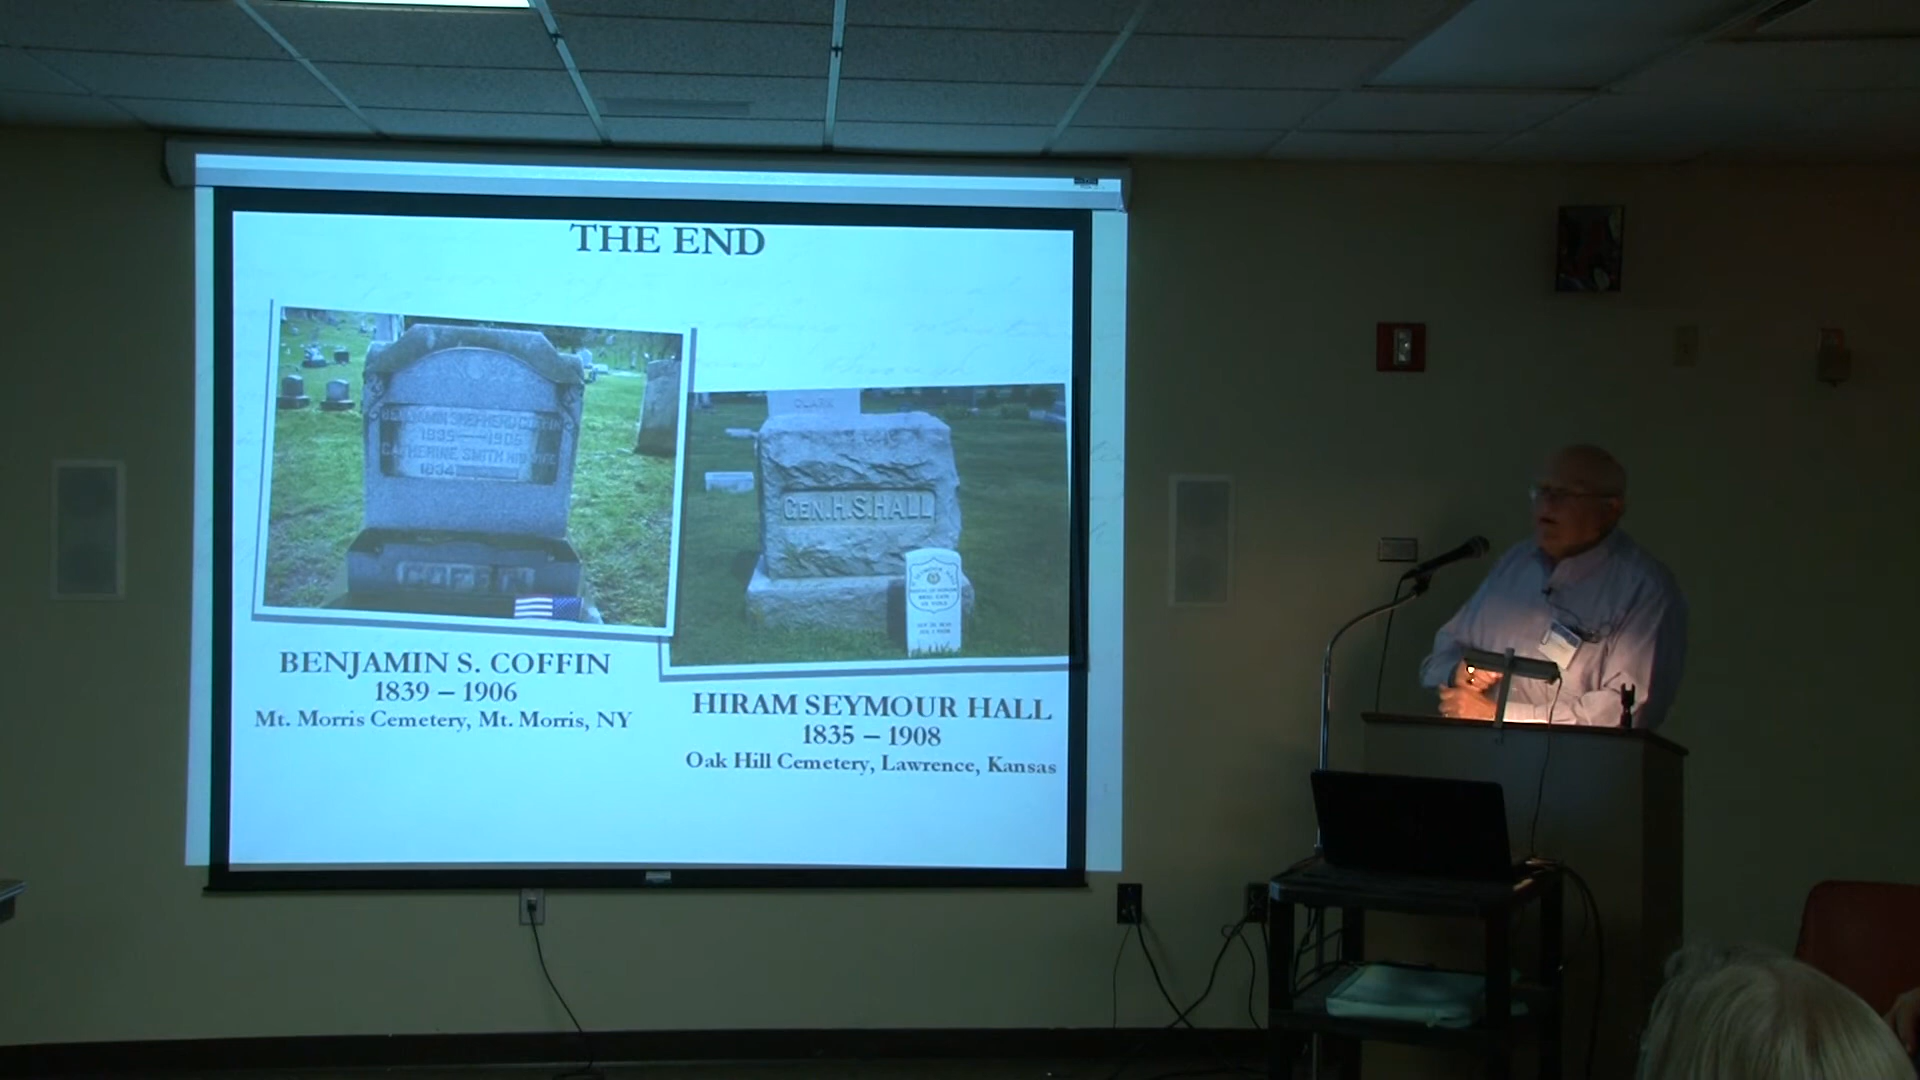 THE END
BENJAMIN SHEPHERD COFFIN
1835—1906
CATHERINE SMITH HIS WIFE
1834
COFFIN
CLARK
GEN. H. S. HALL
BENJAMIN S. COFFIN
1839 – 1906
Mt. Morris Cemetery, Mt. Morris, NY
HIRAM SEYMOUR HALL
1835 – 1908
Oak Hill Cemetery, Lawrence, Kansas